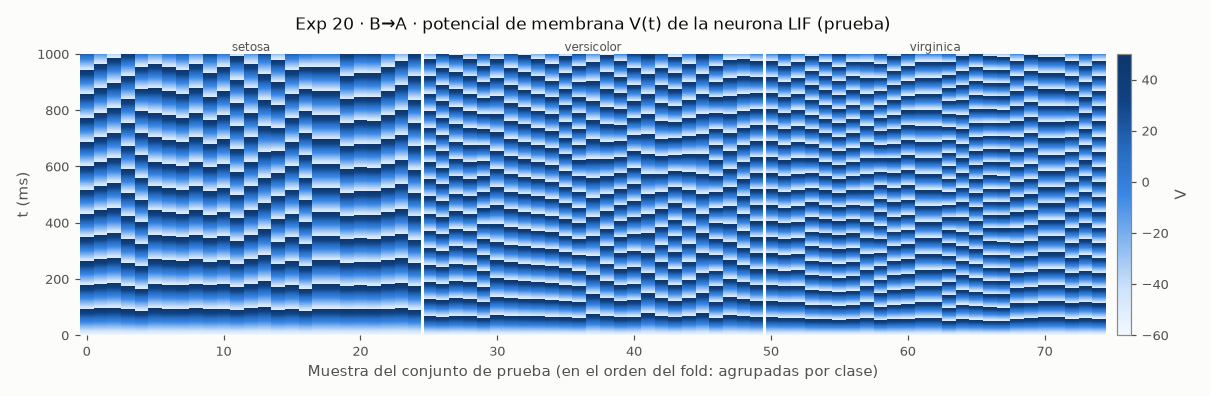 Exp 20 · B→A · potencial de membrana V(t) de la neurona LIF (prueba)
setosa
versicolor
virginica
1000
800
600
400
200
0
t (ms)
0
10
20
30
40
50
60
70
Muestra del conjunto de prueba (en el orden del fold: agrupadas por clase)
40
20
0
−20
−40
−60
V